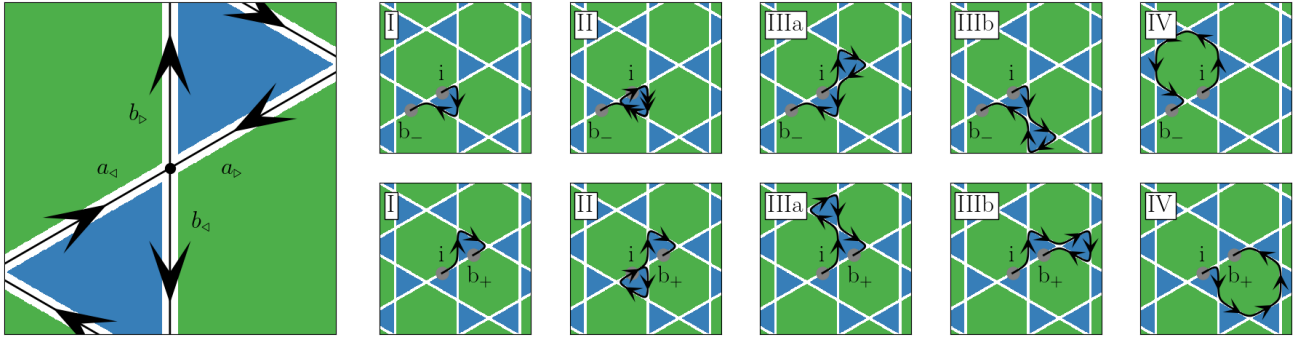 b▷
a◁ a▷
b◁
I II IIIa IIIb IV
i i i i i
b₋ b₋ b₋ b₋ b₋
I II IIIa IIIb IV
i i i i i
b₊ b₊ b₊ b₊ b₊